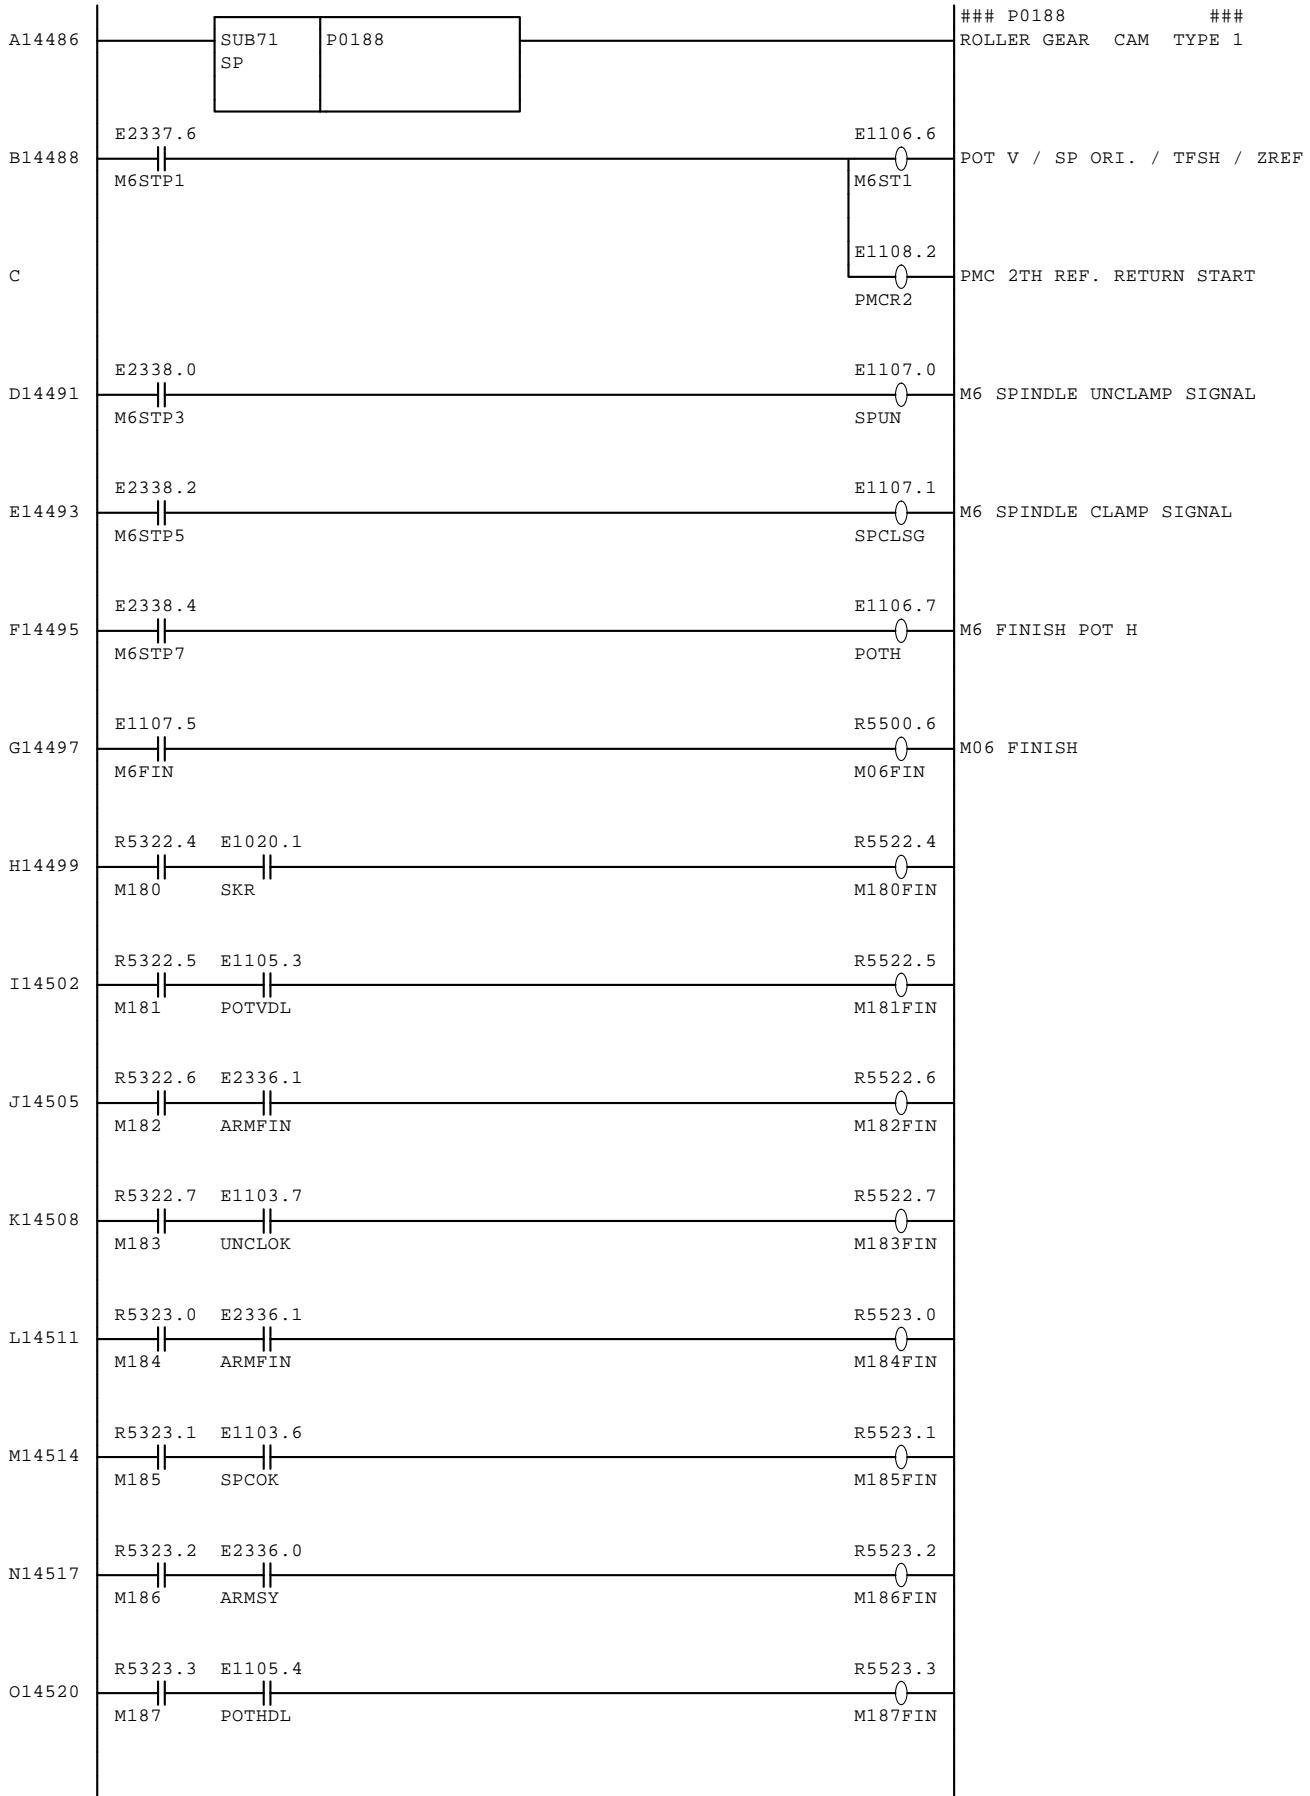 ### P0188 ###
A14486 SUB71 P0188 ROLLER GEAR CAM TYPE 1
SP
E2337.6 E1106.6
B14488 POT V / SP ORI. / TFSH / ZREF
M6STP1 M6ST1
E1108.2
C PMC 2TH REF. RETURN START
PMCR2
E2338.0 E1107.0
D14491 M6 SPINDLE UNCLAMP SIGNAL
M6STP3 SPUN
E2338.2 E1107.1
E14493 M6 SPINDLE CLAMP SIGNAL
M6STP5 SPCLSG
E2338.4 E1106.7
F14495 M6 FINISH POT H
M6STP7 POTH
E1107.5 R5500.6
G14497 M06 FINISH
M6FIN M06FIN
R5322.4 E1020.1 R5522.4
H14499
M180 SKR M180FIN
R5322.5 E1105.3 R5522.5
I14502
M181 POTVDL M181FIN
R5322.6 E2336.1 R5522.6
J14505
M182 ARMFIN M182FIN
R5322.7 E1103.7 R5522.7
K14508
M183 UNCLOK M183FIN
R5323.0 E2336.1 R5523.0
L14511
M184 ARMFIN M184FIN
R5323.1 E1103.6 R5523.1
M14514
M185 SPCOK M185FIN
R5323.2 E2336.0 R5523.2
N14517
M186 ARMSY M186FIN
R5323.3 E1105.4 R5523.3
O14520
M187 POTHDL M187FIN